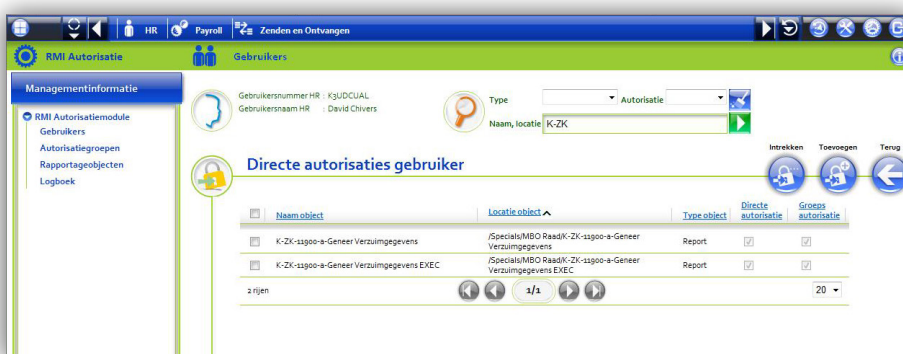 HR Payroll Zenden en Ontvangen
RMI Autorisatie Gebruikers
Managementinformatie
RMI Autorisatiemodule
Gebruikers
Autorisatiegroepen
Rapportageobjecten
Logboek
Gebruikersnummer HR : K3UDCUAL
Gebruikersnaam HR : David Chivers
Type Autorisatie
Naam, locatie K-ZK
Directe autorisaties gebruiker
Intrekken Toevoegen Terug
Naam object Locatie object Type object Directe autorisatie Groeps autorisatie
K-ZK-11900-a-Geneer Verzuimgegevens /Specials/MBO Raad/K-ZK-11900-a-Geneer Report
Verzuimgegevens
K-ZK-11900-a-Geneer Verzuimgegevens EXEC /Specials/MBO Raad/K-ZK-11900-a-Geneer Report
Verzuimgegevens EXEC
2 rijen 1/1 20